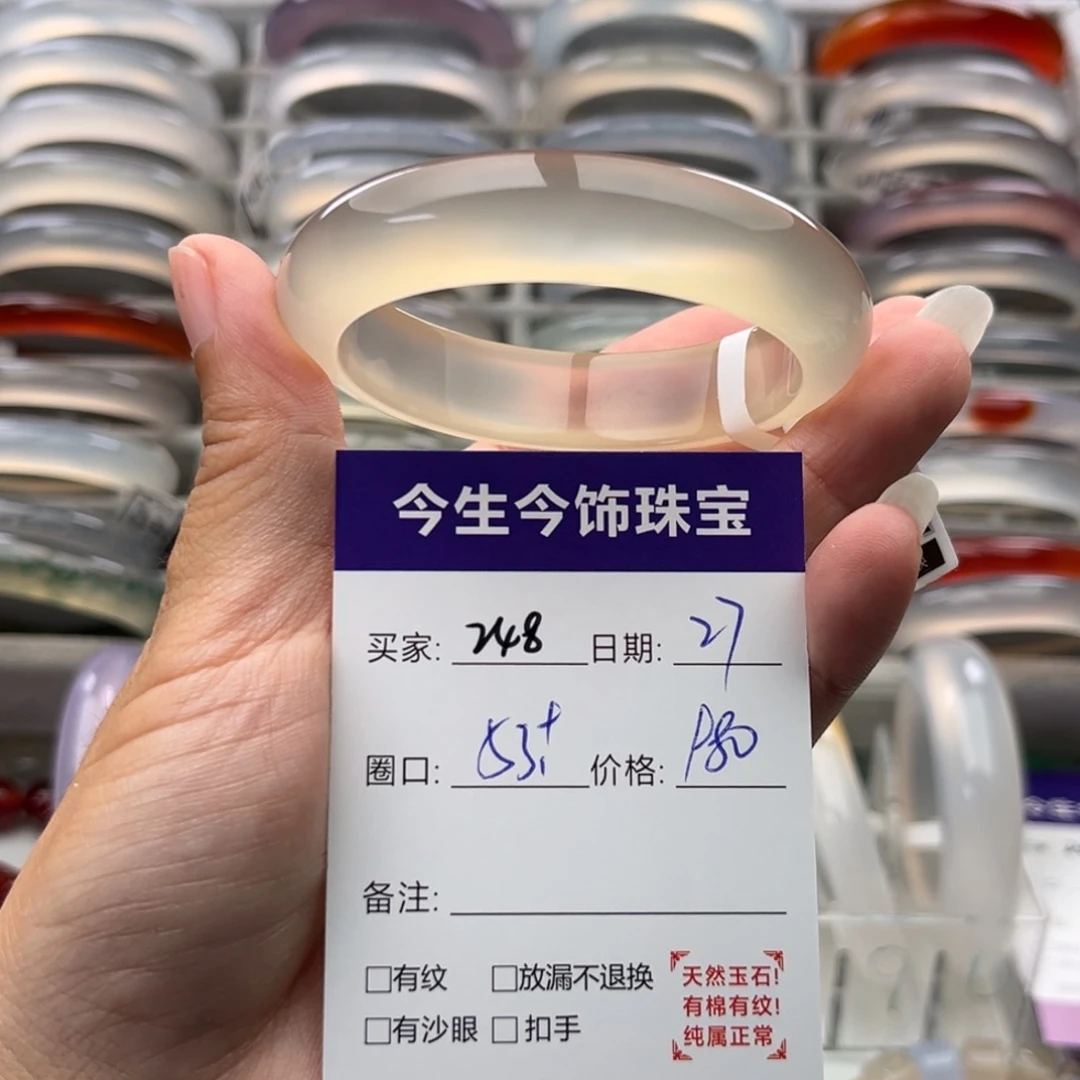 今生今饰珠宝
买家: 248 日期: 27
圈口: 53+ 价格: P80
备注:
□有纹 □放漏不退换
□有沙眼 □扣手
天然玉石!
有棉有纹!
纯属正常